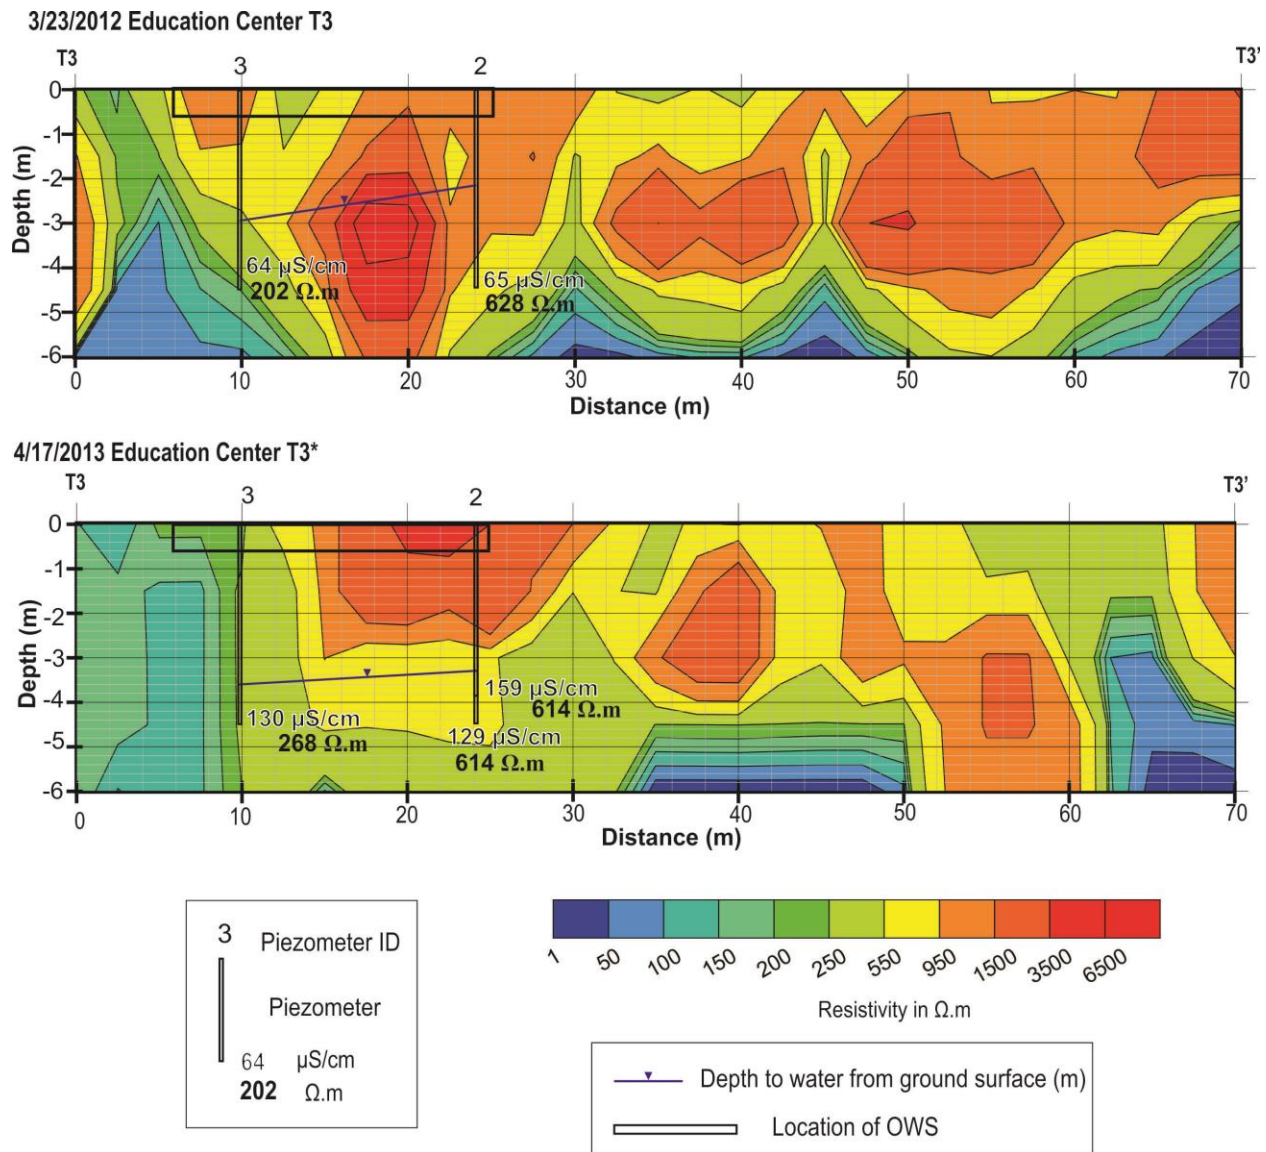 3/23/2012 Education Center T3
T3 3 2 T3'
0
-1
-2
-3
-4
-5
-6
Depth (m)
64 µS/cm
202 Ω.m
65 µS/cm
628 Ω.m
0 10 20 30 40 50 60 70
Distance (m)
4/17/2013 Education Center T3*
T3 3 2 T3'
0
-1
-2
-3
-4
-5
-6
Depth (m)
159 µS/cm
614 Ω.m
130 µS/cm
268 Ω.m
129 µS/cm
614 Ω.m
0 10 20 30 40 50 60 70
Distance (m)
3 Piezometer ID
Piezometer
64 µS/cm
202 Ω.m
1 50 100 150 200 250 550 950 1500 3500 6500
Resistivity in Ω.m
Depth to water from ground surface (m)
Location of OWS